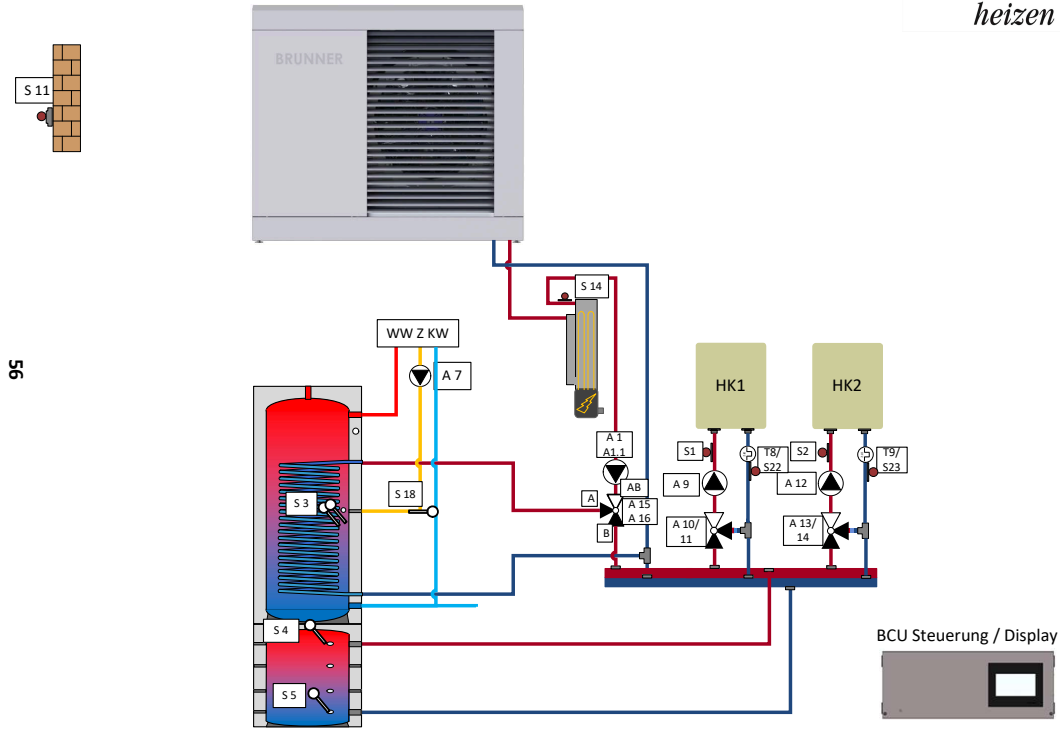 heizen
BRUNNER
S 11
S 14
WW Z KW
A 7
56
HK1
HK2
A 1
A1.1
S1
T8/
S22
S2
T9/
S23
AB
A 9
A 12
S 3
S 18
A
A 15
A 16
B
A 10/
11
A 13/
14
S 4
BCU Steuerung / Display
S 5